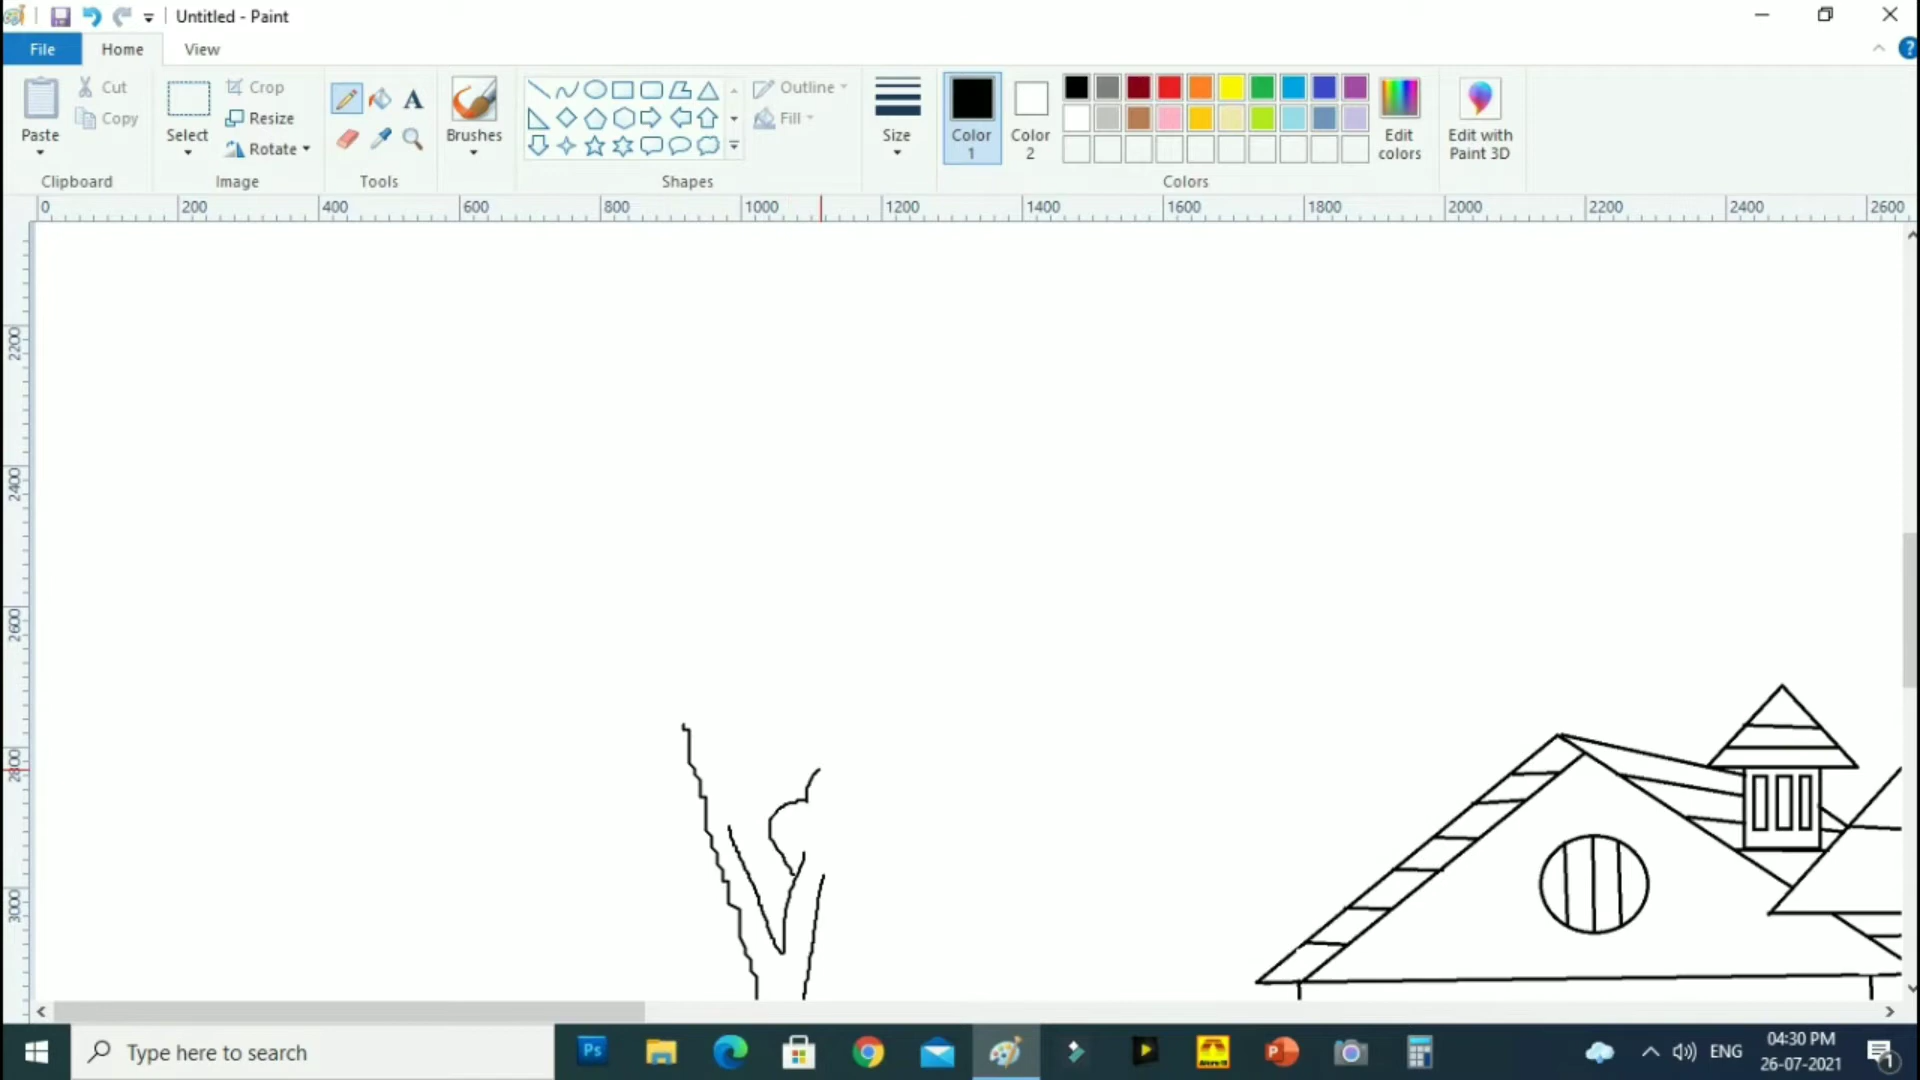 Untitled - Paint
File Home View
Paste
Cut
Copy
Clipboard
Select
Crop
Resize
Rotate
Image
Tools
Brushes
Outline
Fill
Shapes
Size
Color 1
Color 2
Colors
Edit colors
Edit with Paint 3D
0 200 400 600 800 1000 1200 1400 1600 1800 2000 2200 2400 2600
2200
2400
2600
2800
3000
Type here to search
Ps
P
ENG
04:30 PM
26-07-2021
1